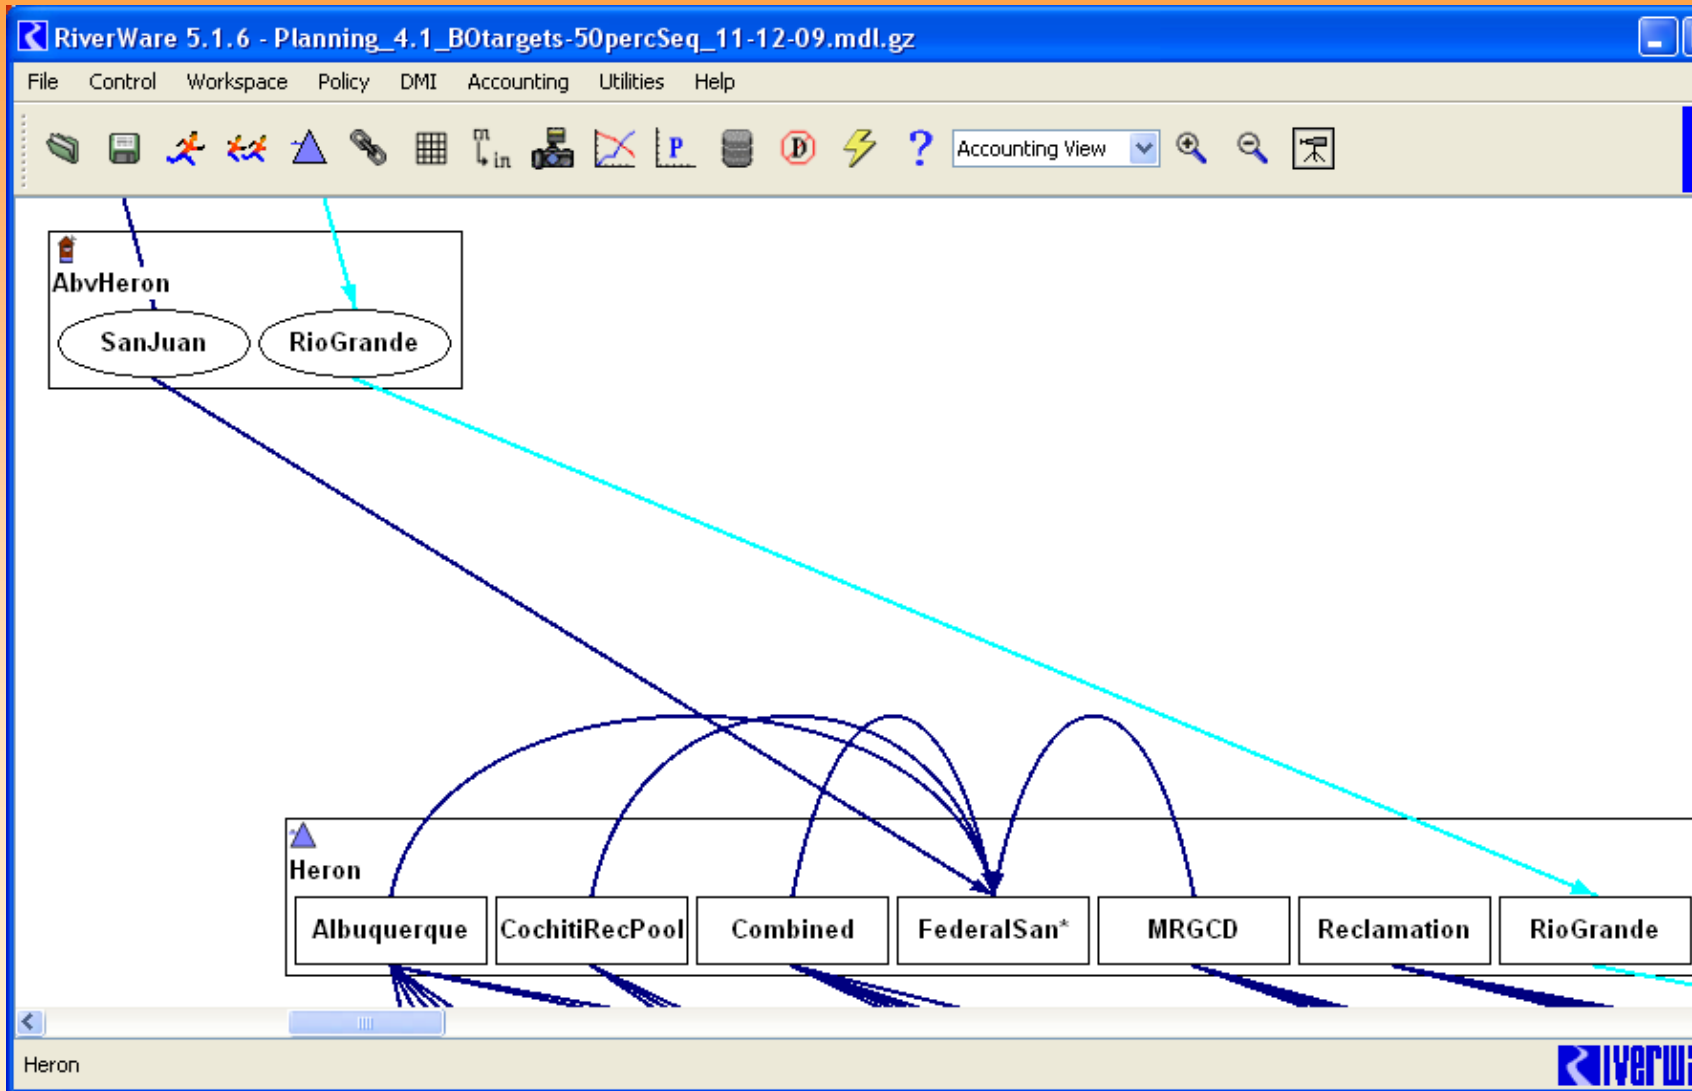 RiverWare 5.1.6 - Planning_4.1_BOtargets-50percSeq_11-12-09.mdl.gz
File Control Workspace Policy DMI Accounting Utilities Help
m in P D ? Accounting View
AbvHeron
SanJuan RioGrande
Heron
Albuquerque CochitiRecPool Combined FederalSan* MRGCD Reclamation RioGrande
Heron